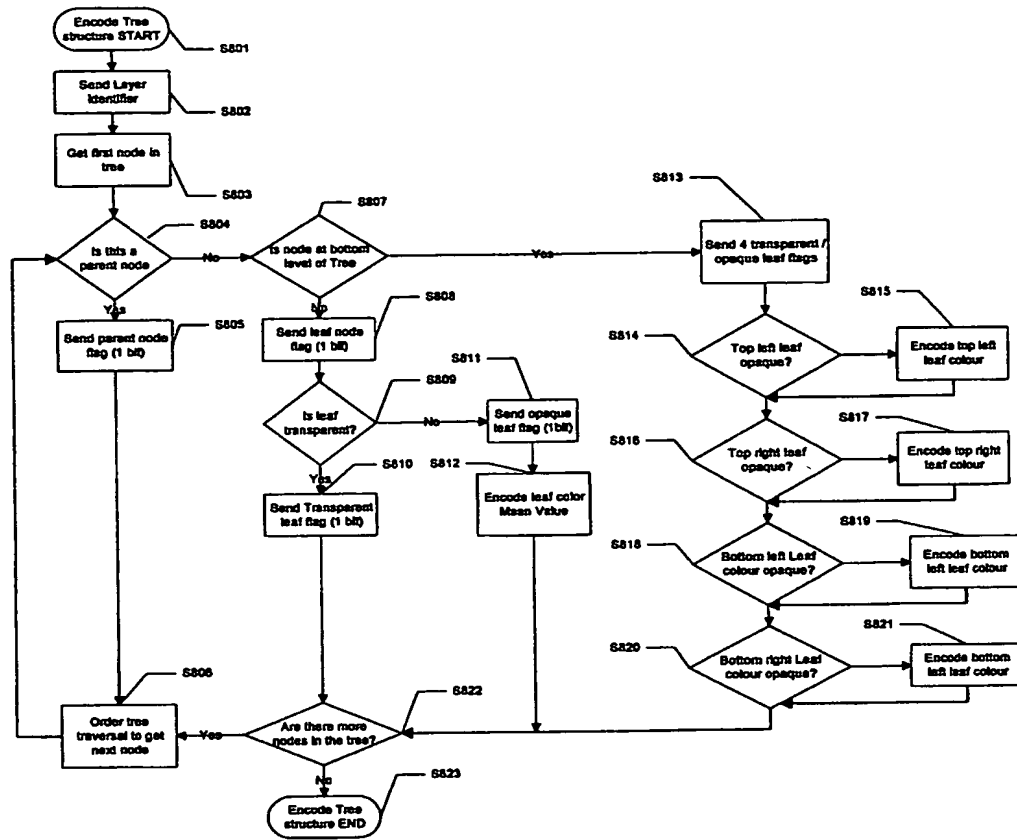 Encode Tree
structure START
S801
Send Layer
Identifier
S802
Get first node in
tree
S803
S804
Is this a
parent node
No
Yes
Send parent node
flag (1 bit)
S805
S807
Is node at bottom
level of Tree
Yes
No
S808
Send leaf node
flag (1 bit)
S809
Is leaf
transparent?
No
Yes
S810
Send Transparent
leaf flag (1 bit)
S811
Send opaque
leaf flag (1bit)
S812
Encode leaf color
Mean Value
S813
Send 4 transparent /
opaque leaf flags
S814
Top left leaf
opaque?
S815
Encode top left
leaf colour
S816
Top right leaf
opaque?
S817
Encode top right
leaf colour
S818
Bottom left Leaf
colour opaque?
S819
Encode bottom
left leaf colour
S820
Bottom right Leaf
colour opaque?
S821
Encode bottom
left leaf colour
S806
Order tree
traversal to get
next node
Yes
S822
Are there more
nodes in the tree?
No
S823
Encode Tree
structure END